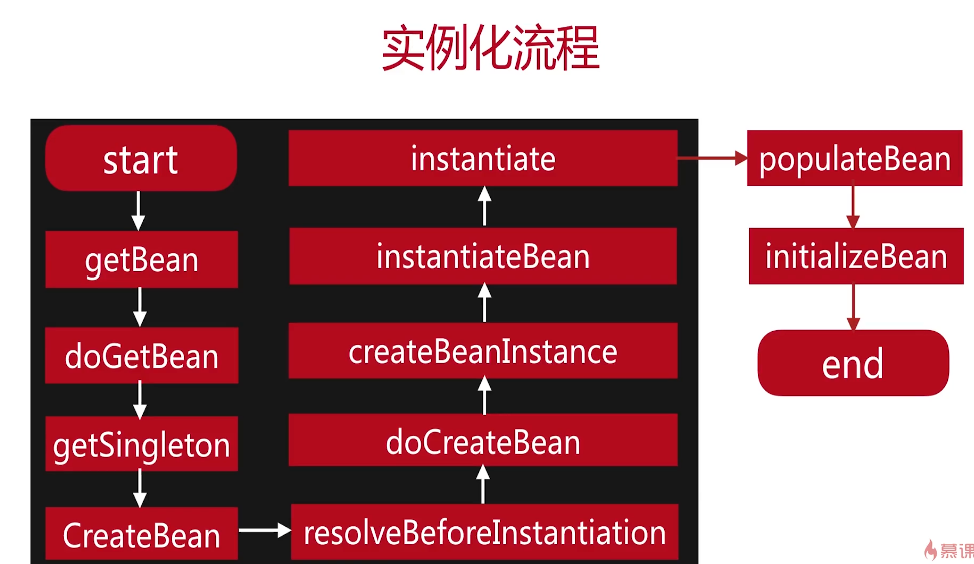 实例化流程
start
getBean
doGetBean
getSingleton
CreateBean
resolveBeforeInstantiation
doCreateBean
createBeanInstance
instantiateBean
instantiate
populateBean
initializeBean
end
慕课